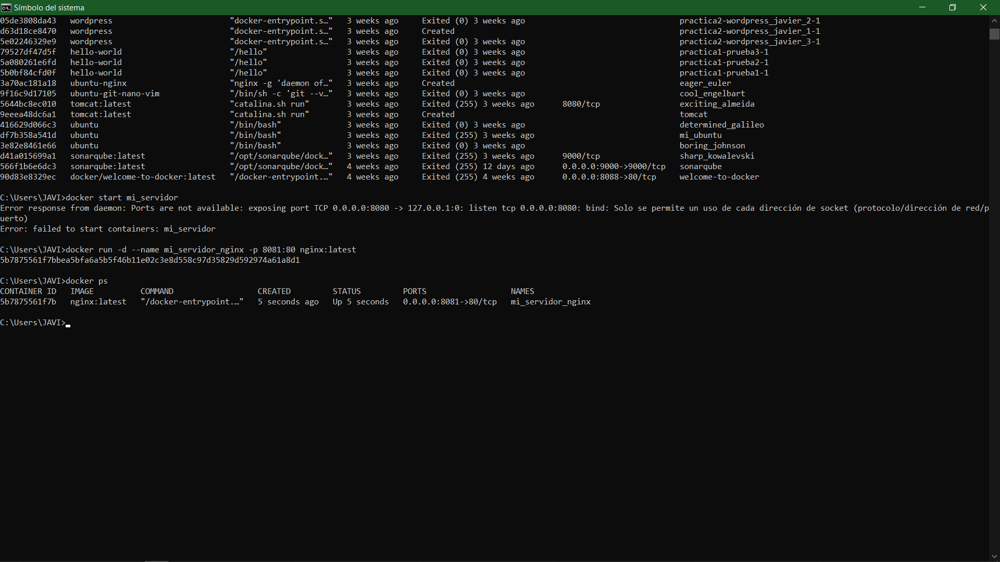 Símbolo del sistema
05de3808da43   wordpress                         "docker-entrypoint.s…"   3 weeks ago     Exited (0) 3 weeks ago                                 practica2-wordpress_javier_2-1
d63d18ce8470   wordpress                         "docker-entrypoint.s…"   3 weeks ago     Created                                                practica2-wordpress_javier_1-1
5e02246329e9   wordpress                         "docker-entrypoint.s…"   3 weeks ago     Exited (0) 3 weeks ago                                 practica2-wordpress_javier_3-1
79527df47d5f   hello-world                       "/hello"                 3 weeks ago     Exited (0) 3 weeks ago                                 practica1-prueba3-1
5a080261e6fd   hello-world                       "/hello"                 3 weeks ago     Exited (0) 3 weeks ago                                 practica1-prueba2-1
5b0bf84cfd0f   hello-world                       "/hello"                 3 weeks ago     Exited (0) 3 weeks ago                                 practica1-prueba1-1
3a70ac181a18   ubuntu-nginx                      "nginx -g 'daemon of…"   3 weeks ago     Created                                                eager_euler
9f16c9d17105   ubuntu-git-nano-vim               "/bin/sh -c 'git --v…"   3 weeks ago     Exited (0) 3 weeks ago                                 cool_engelbart
5644bc8ec010   tomcat:latest                     "catalina.sh run"        3 weeks ago     Exited (255) 3 weeks ago      8080/tcp                 exciting_almeida
9eeea48dc6a1   tomcat:latest                     "catalina.sh run"        3 weeks ago     Created                                                tomcat
416629d066c3   ubuntu                            "/bin/bash"              3 weeks ago     Exited (0) 3 weeks ago                                 determined_galileo
df7b358a541d   ubuntu                            "/bin/bash"              3 weeks ago     Exited (255) 3 weeks ago                               mi_ubuntu
3e82e8461e66   ubuntu                            "/bin/bash"              3 weeks ago     Exited (0) 3 weeks ago                                 boring_johnson
d41a015699a1   sonarqube:latest                  "/opt/sonarqube/dock…"   3 weeks ago     Exited (255) 3 weeks ago      9000/tcp                 sharp_kowalevski
566f1b6e6dc3   sonarqube:latest                  "/opt/sonarqube/dock…"   4 weeks ago     Exited (255) 12 days ago      0.0.0.0:9000->9000/tcp   sonarqube
90d83e8329ec   docker/welcome-to-docker:latest   "/docker-entrypoint.…"   4 weeks ago     Exited (255) 4 weeks ago      0.0.0.0:8088->80/tcp     welcome-to-docker
C:\Users\JAVI>docker start mi_servidor
Error response from daemon: Ports are not available: exposing port TCP 0.0.0.0:8080 -> 127.0.0.1:0: listen tcp 0.0.0.0:8080: bind: Solo se permite un uso de cada dirección de socket (protocolo/dirección de red/p
uerto)
Error: failed to start containers: mi_servidor
C:\Users\JAVI>docker run -d --name mi_servidor_nginx -p 8081:80 nginx:latest
5b7875561f7bbea5bfa6a5b5f46b11e02c3e8d558c97d35829d592974a61a8d1
C:\Users\JAVI>docker ps
CONTAINER ID   IMAGE          COMMAND                  CREATED         STATUS         PORTS                  NAMES
5b7875561f7b   nginx:latest   "/docker-entrypoint.…"   5 seconds ago   Up 5 seconds   0.0.0.0:8081->80/tcp   mi_servidor_nginx
C:\Users\JAVI>